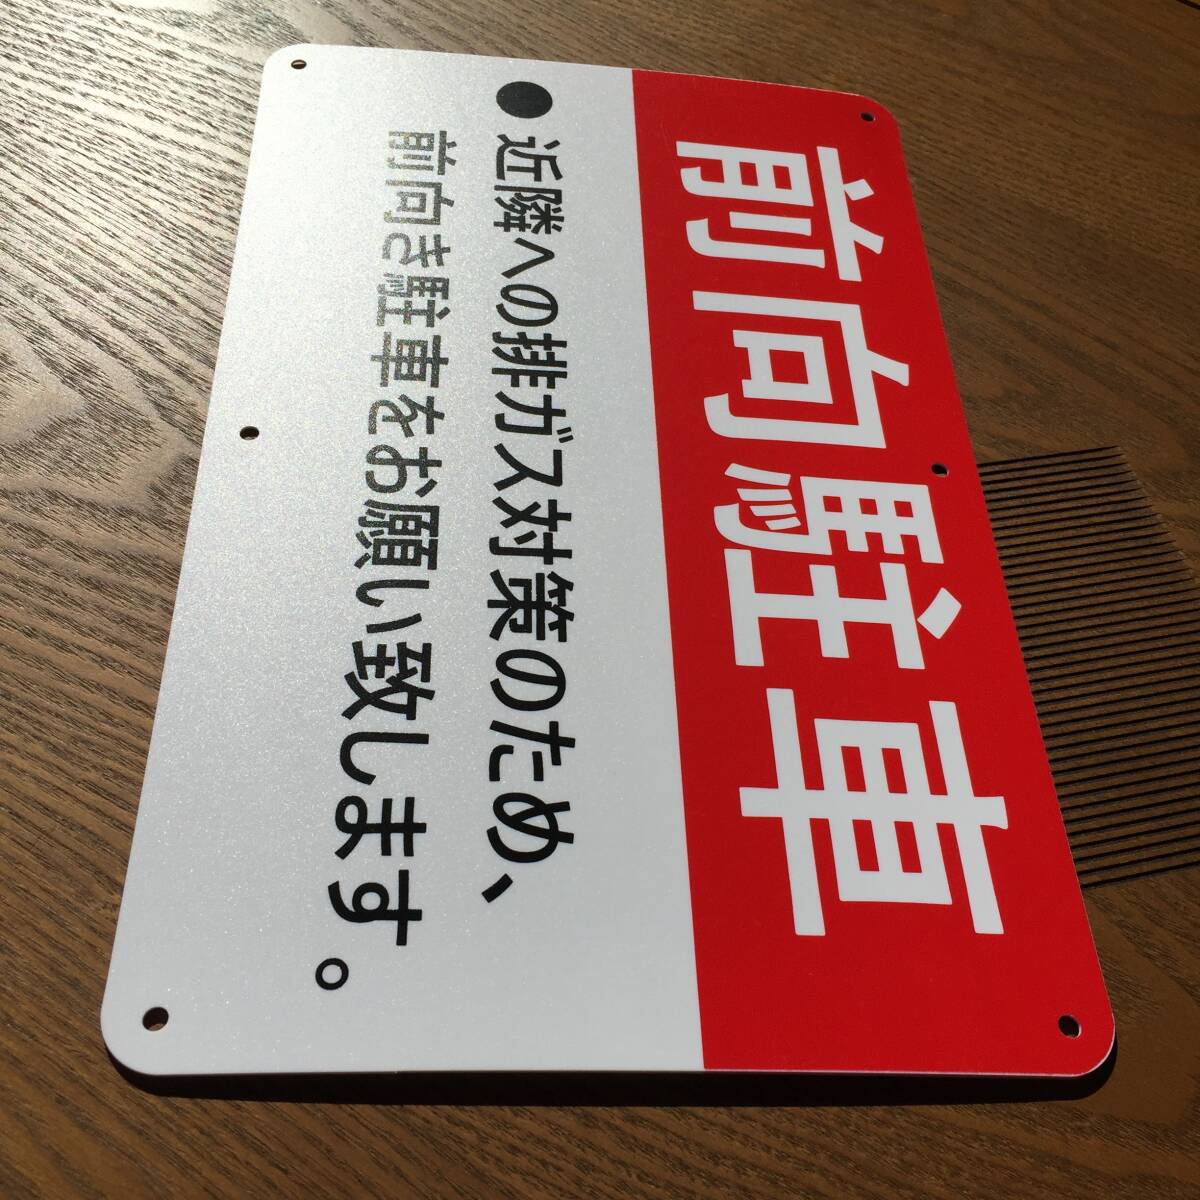 前向駐車
●近隣への排ガス対策のため、
前向き駐車をお願い致します。